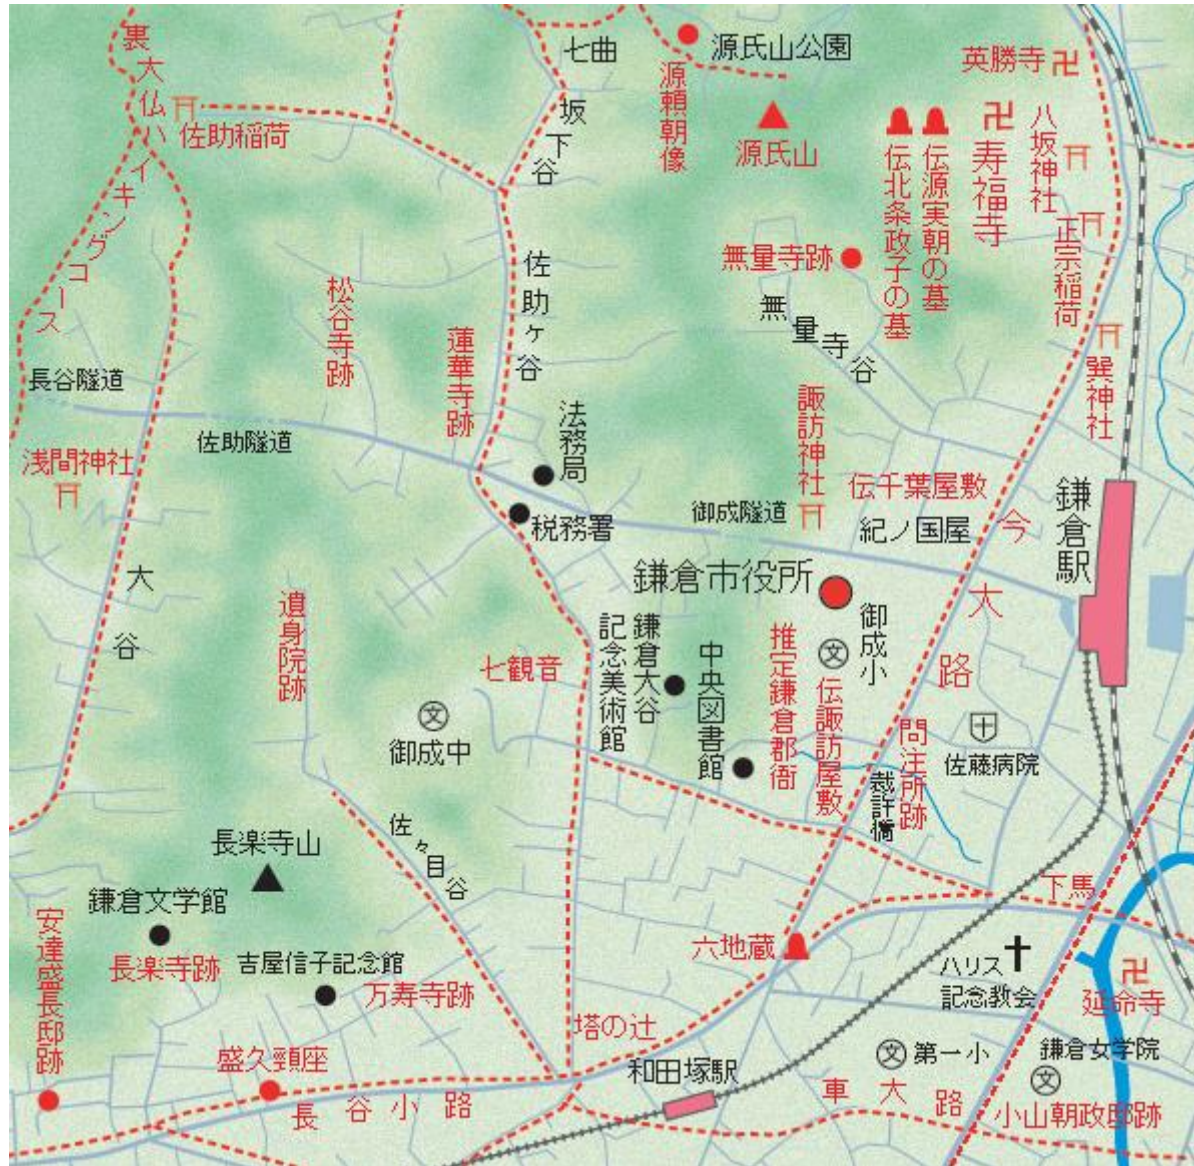 裏大仏ハイキングコース
佐助稲荷
七曲
坂下谷
源氏山公園
源頼朝像
源氏山
英勝寺
八坂神社
寿福寺
伝源実朝の墓
伝北条政子の墓
正宗稲荷
無量寺跡
無量寺谷
巽神社
佐助ヶ谷
松谷寺跡
蓮華寺跡
長谷隧道
佐助隧道
浅間神社
法務局
税務署
諏訪神社
御成隧道
伝千葉屋敷
紀ノ国屋
鎌倉駅
今大路
鎌倉市役所
御成小
大谷
遺身院跡
七観音
鎌倉大谷
記念美術館
中央図書館
推定鎌倉郡衙
伝諏訪屋敷
問注所跡
裁許橋
佐藤病院
御成中
佐々目谷
長楽寺山
鎌倉文学館
長楽寺跡
吉屋信子記念館
万寿寺跡
安達盛長邸跡
盛久頸座
長谷小路
塔の辻
六地蔵
下馬
ハリス
記念教会
延命寺
和田塚駅
第一小
鎌倉女学院
車大路
小山朝政邸跡